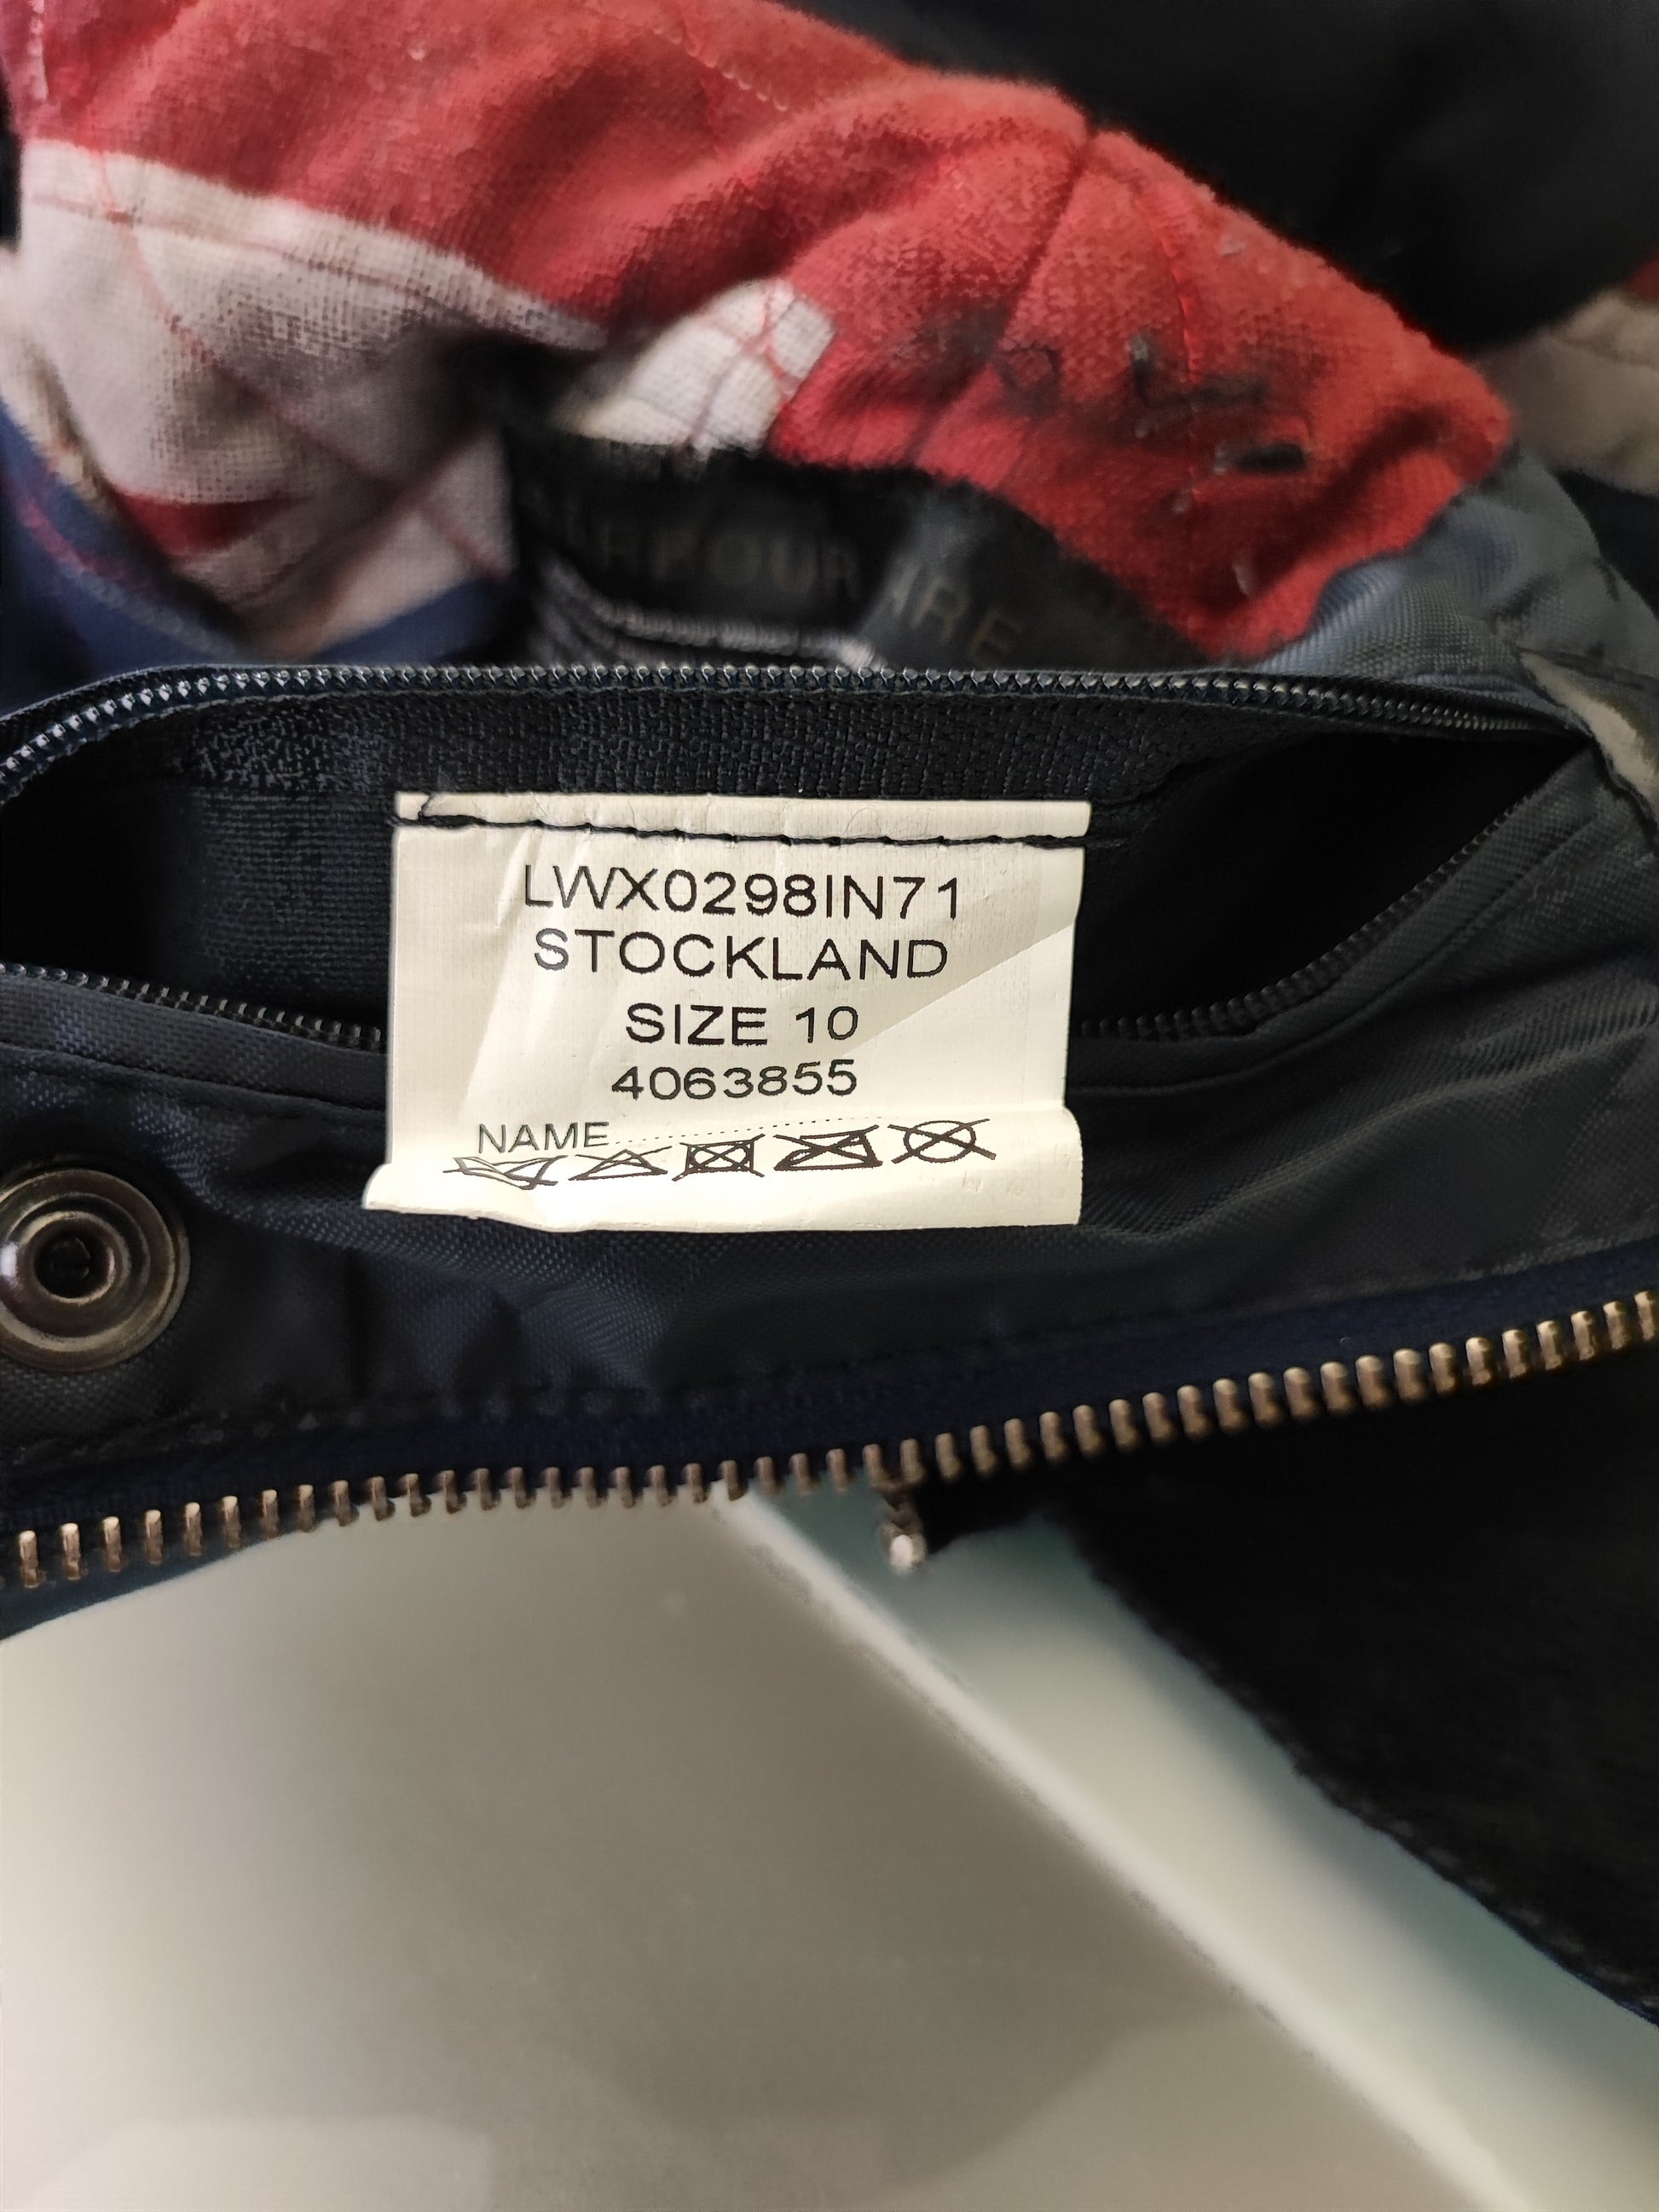 LWX0298IN71
STOCKLAND
SIZE 10
4063855
NAME